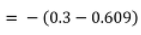 = − (0.3 − 0.609)